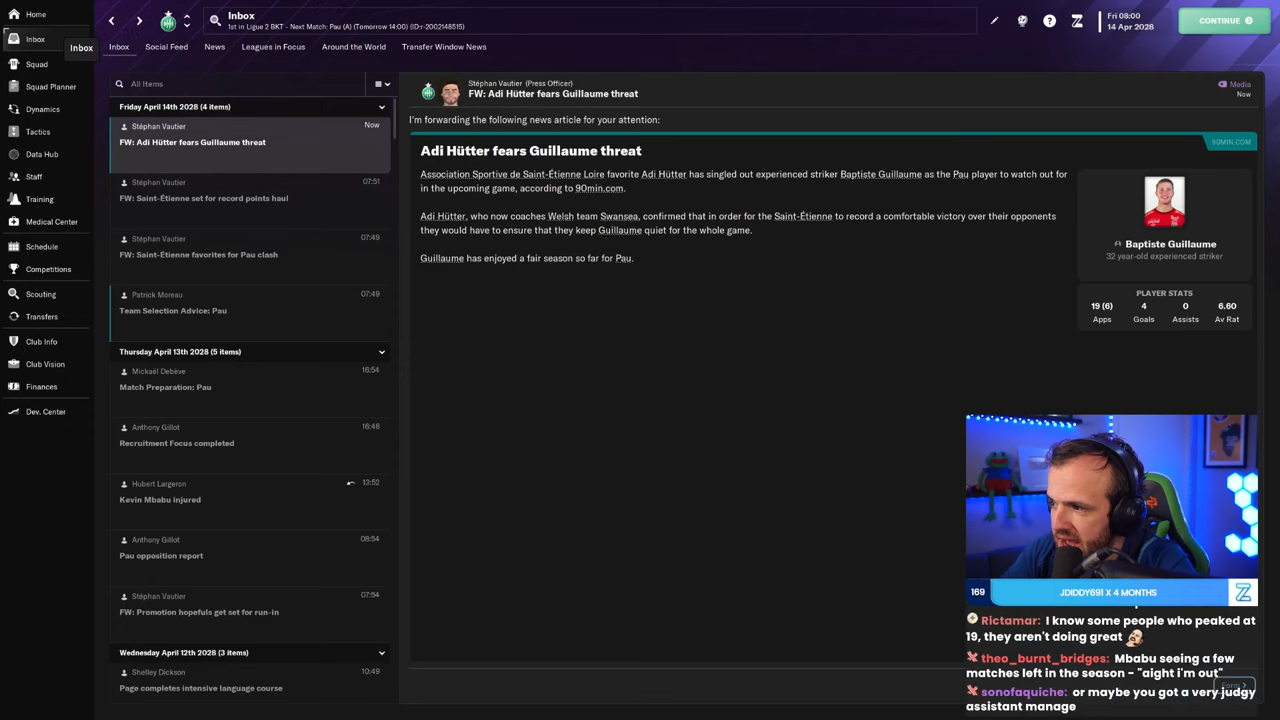 Home
Inbox
Inbox
Squad
Squad Planner
Dynamics
Tactics
Data Hub
Staff
Training
Medical Center
Schedule
Competitions
Scouting
Transfers
Club Info
Club Vision
Finances
Dev. Center
Inbox
1st in Ligue 2 BKT - Next Match: Pau (A) (Tomorrow 14:00) (ID:r-2002148515)
Fri 08:00
14 Apr 2028
CONTINUE
Inbox
Social Feed
News
Leagues in Focus
Around the World
Transfer Window News
All Items
Friday April 14th 2028 (4 items)
Stéphan Vautier
Now
FW: Adi Hütter fears Guillaume threat
Stéphan Vautier
07:51
FW: Saint-Étienne set for record points haul
Stéphan Vautier
07:49
FW: Saint-Étienne favorites for Pau clash
Patrick Moreau
07:49
Team Selection Advice: Pau
Thursday April 13th 2028 (5 items)
Mickaël Debève
16:54
Match Preparation: Pau
Anthony Gillot
16:48
Recruitment Focus completed
Hubert Largeron
13:52
Kevin Mbabu injured
Anthony Gillot
08:54
Pau opposition report
Stéphan Vautier
07:54
FW: Promotion hopefuls get set for run-in
Wednesday April 12th 2028 (3 items)
Shelley Dickson
10:49
Page completes intensive language course
Stéphan Vautier (Press Officer)
FW: Adi Hütter fears Guillaume threat
Media
Now
I'm forwarding the following news article for your attention:
90MIN.COM
Adi Hütter fears Guillaume threat
Association Sportive de Saint-Étienne Loire favorite Adi Hütter has singled out experienced striker Baptiste Guillaume as the Pau player to watch out for
in the upcoming game, according to 90min.com.
Adi Hütter, who now coaches Welsh team Swansea, confirmed that in order for the Saint-Étienne to record a comfortable victory over their opponents
they would have to ensure that they keep Guillaume quiet for the whole game.
Guillaume has enjoyed a fair season so far for Pau.
Baptiste Guillaume
32 year-old experienced striker
PLAYER STATS
19 (6)
4
0
6.60
Apps
Goals
Assists
Av Rat
169
JDIDDY691 X 4 MONTHS
Rictamar: I know some people who peaked at
19, they aren't doing great
theo_burnt_bridges: Mbabu seeing a few
matches left in the season - "aight i'm out"
sonofaquiche: or maybe you got a very judgy
assistant manage
Form